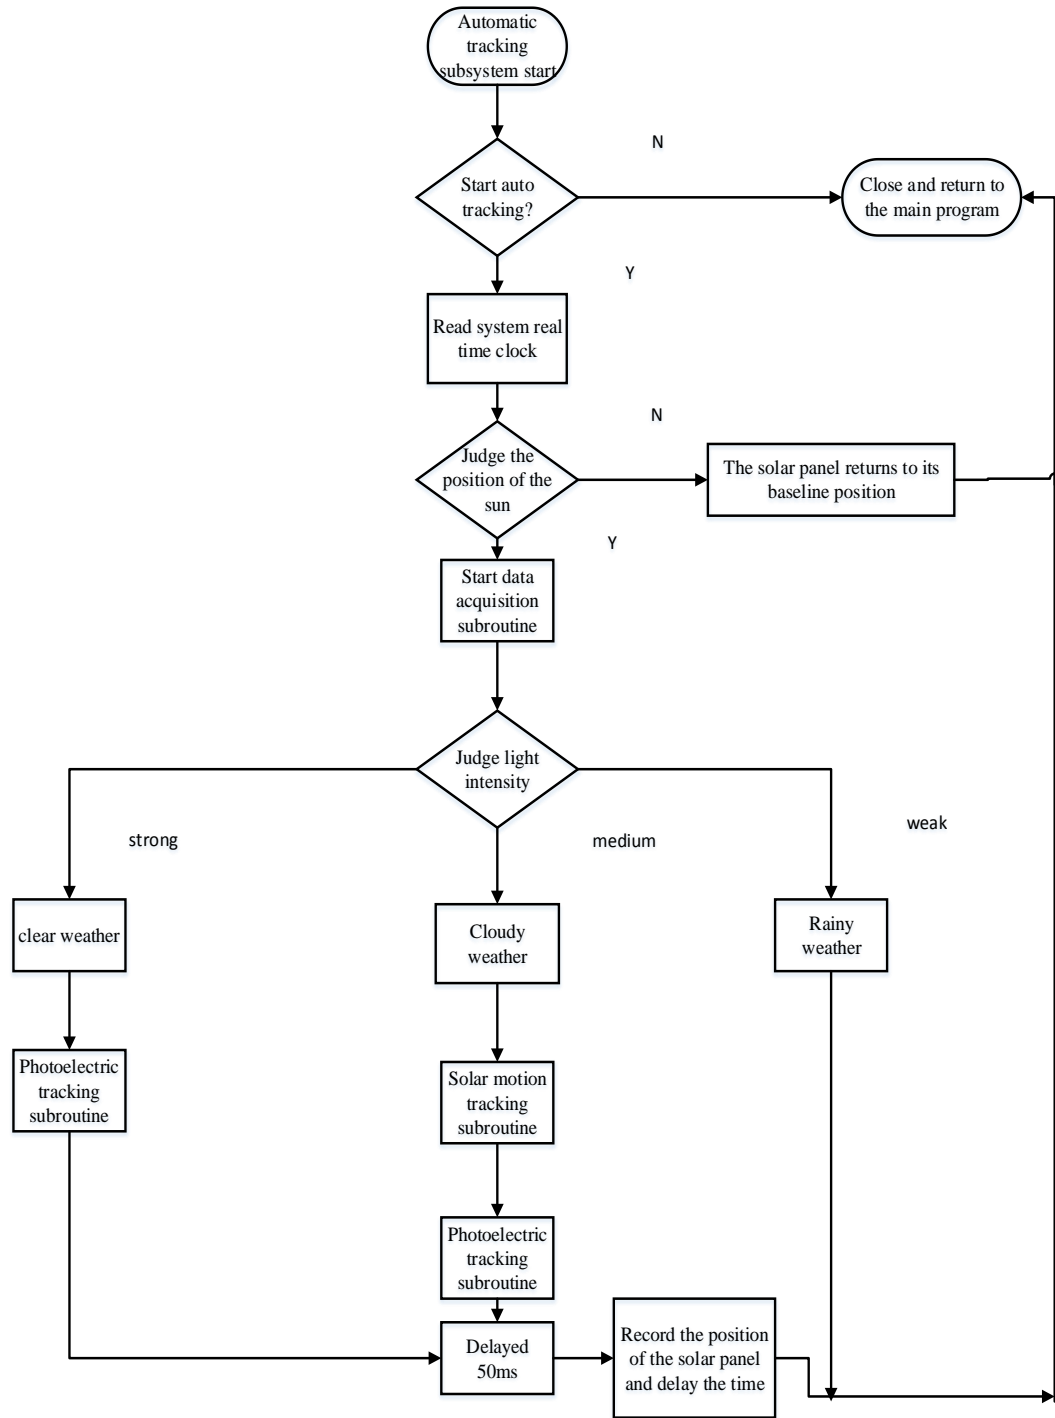 Automatic
tracking
subsystem start
N
Start auto
tracking?
Close and return to
the main program
Y
Read system real
time clock
N
Judge the
position of the
sun
The solar panel returns to its
baseline position
Y
Start data
acquisition
subroutine
Judge light
intensity
strong
medium
weak
clear weather
Cloudy
weather
Rainy
weather
Photoelectric
tracking
subroutine
Solar motion
tracking
subroutine
Photoelectric
tracking
subroutine
Delayed
50ms
Record the position
of the solar panel
and delay the time